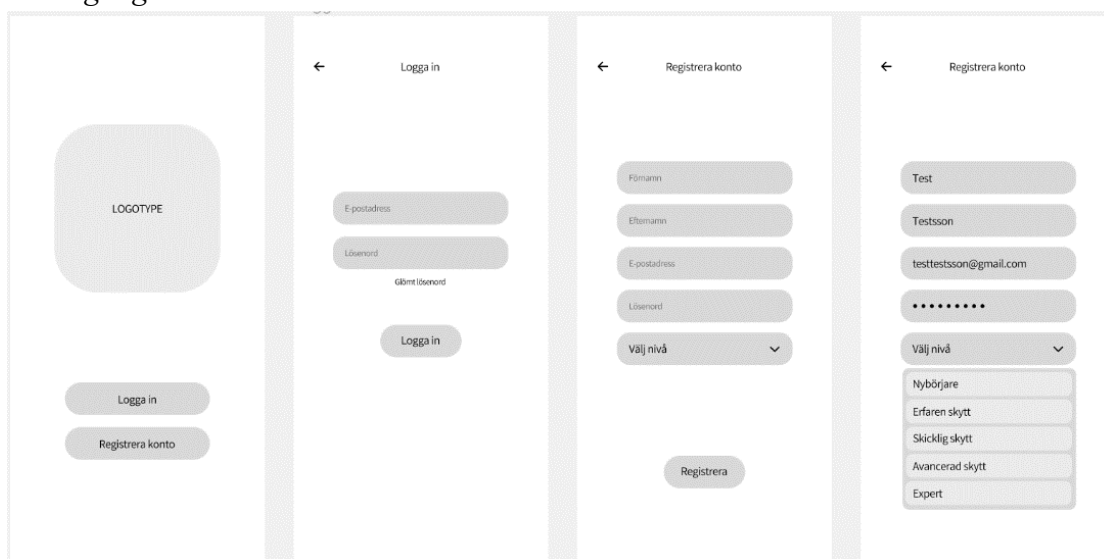 LOGOTYPE
Logga in
Registrera konto
Logga in
E-postadress
Lösenord
Glömt lösenord
Logga in
Registrera konto
Förnamn
Efternamn
E-postadress
Lösenord
Välj nivå
Registrera
Registrera konto
Test
Testsson
testtestsson@gmail.com
•••••••••
Välj nivå
Nybörjare
Erfaren skytt
Skicklig skytt
Avancerad skytt
Expert